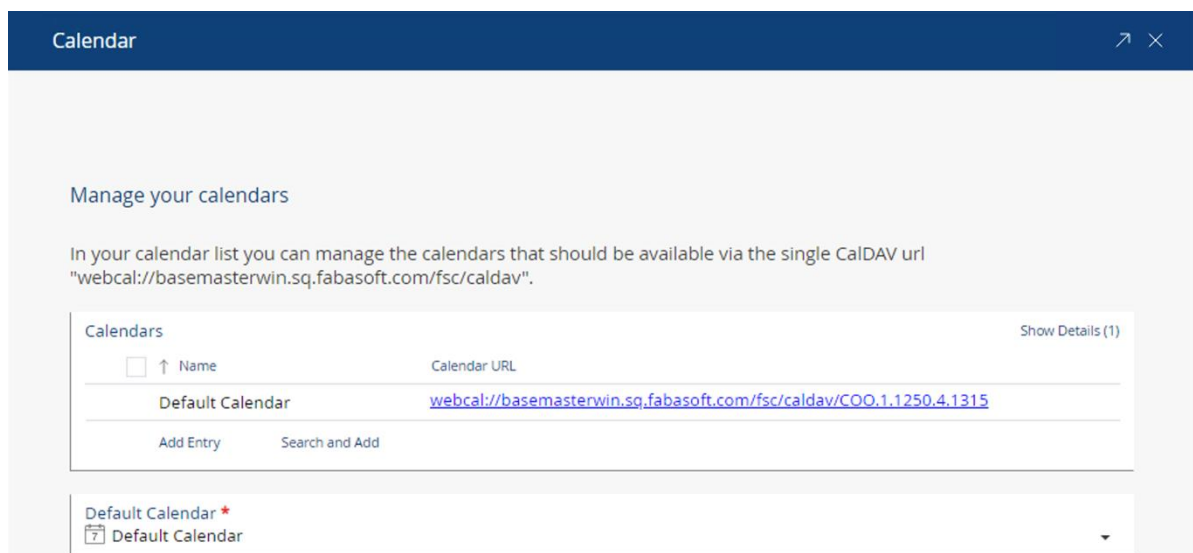 Calendar
Manage your calendars
In your calendar list you can manage the calendars that should be available via the single CalDAV url
"webcal://basemasterwin.sq.fabasoft.com/fsc/caldav".
Calendars Show Details (1)
↑ Name Calendar URL
Default Calendar webcal://basemasterwin.sq.fabasoft.com/fsc/caldav/COO.1.1250.4.1315
Add Entry Search and Add
Default Calendar *
7 Default Calendar